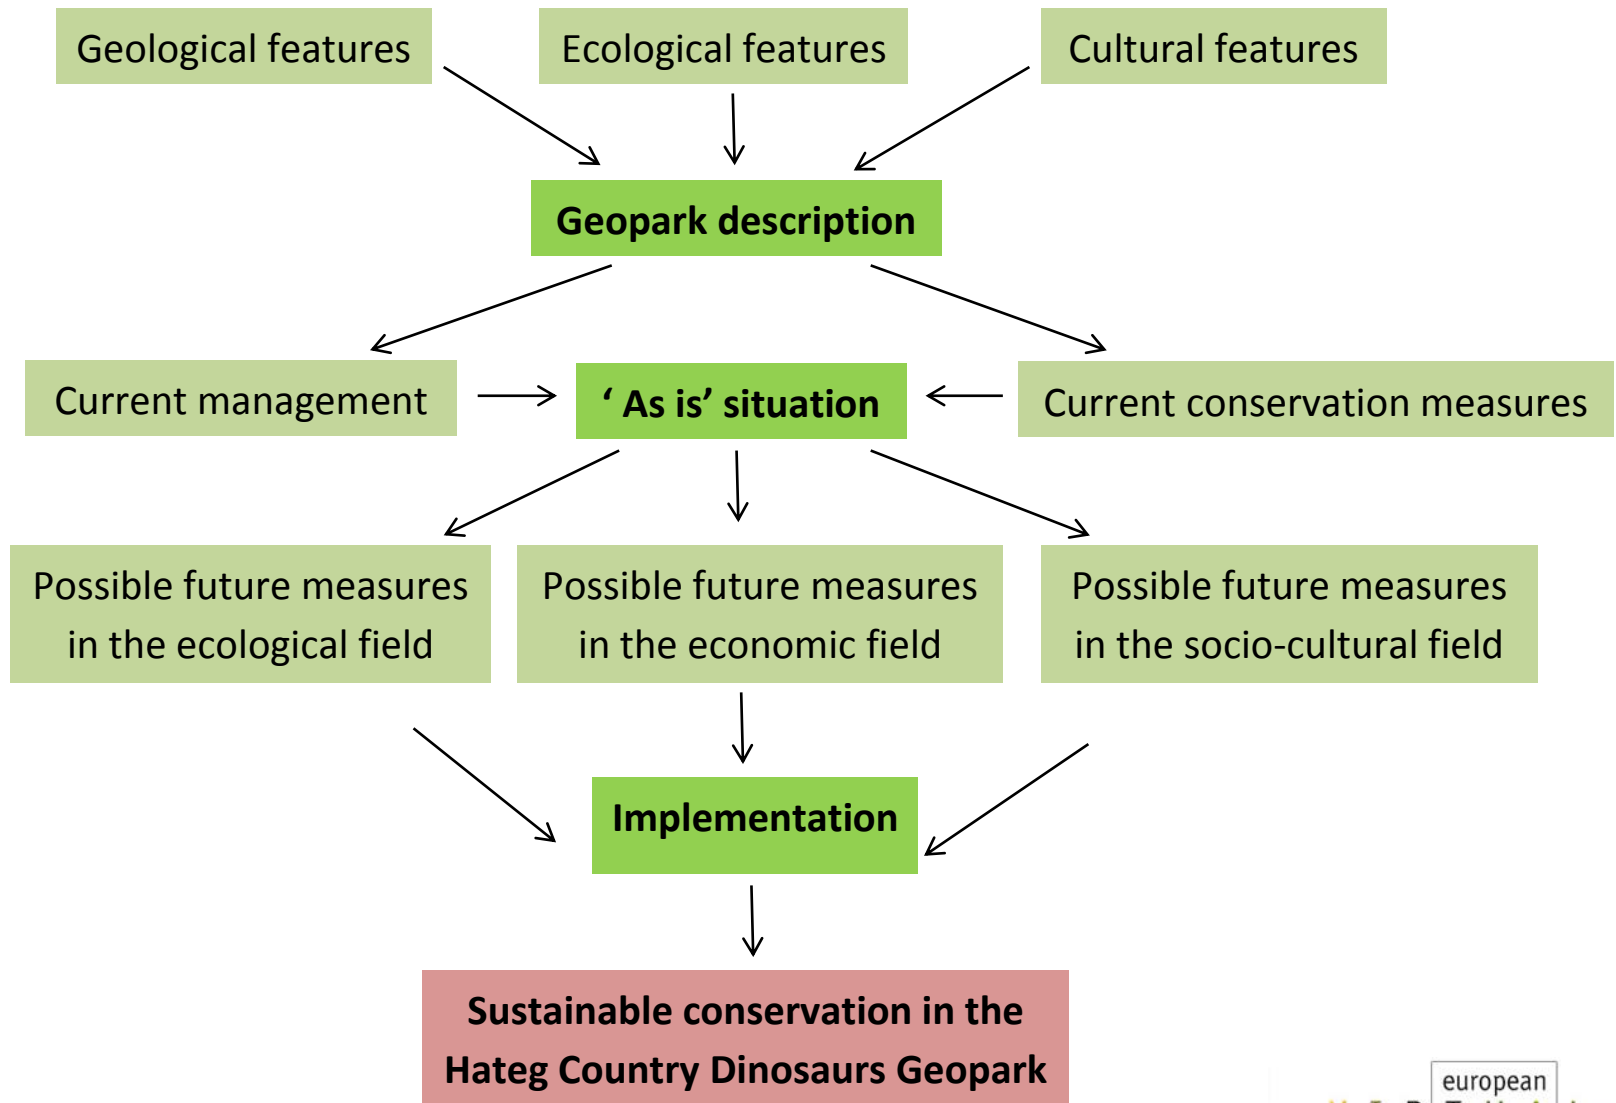 Geological features
Ecological features
Cultural features
Geopark description
Current management
‘ As is’ situation
Current conservation measures
Possible future measures
in the ecological field
Possible future measures
in the economic field
Possible future measures
in the socio-cultural field
Implementation
Sustainable conservation in the
Hateg Country Dinosaurs Geopark
european